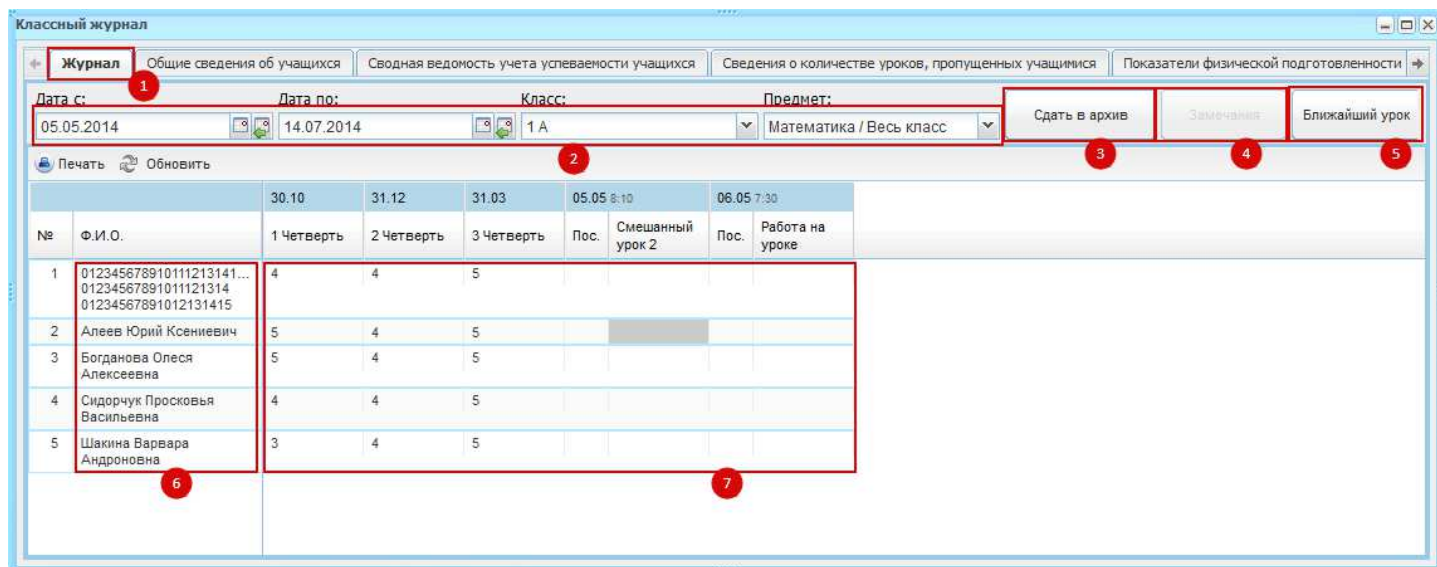 Классный журнал
Журнал Общие сведения об учащихся Сводная ведомость учета успеваемости учащихся Сведения о количестве уроков, пропущенных учащимися Показатели физической подготовленности
1
Дата с: Дата по: Класс: Предмет:
05.05.2014 14.07.2014 1 А Математика / Весь класс Сдать в архив Замечания Ближайший урок
2 3 4 5
Печать Обновить
30.10 31.12 31.03 05.05 8:10 06.05 7:30
№ Ф.И.О. 1 Четверть 2 Четверть 3 Четверть Пос. Смешанный урок 2 Пос. Работа на уроке
1 012345678910111213141... 4 4 5
01234567891011121314
01234567891012131415
2 Алеев Юрий Ксениевич 5 4 5
3 Богданова Олеся 5 4 5
Алексеевна
4 Сидорчук Просковья 4 4 5
Васильевна
5 Шакина Варвара 3 4 5
Андроновна
6 7